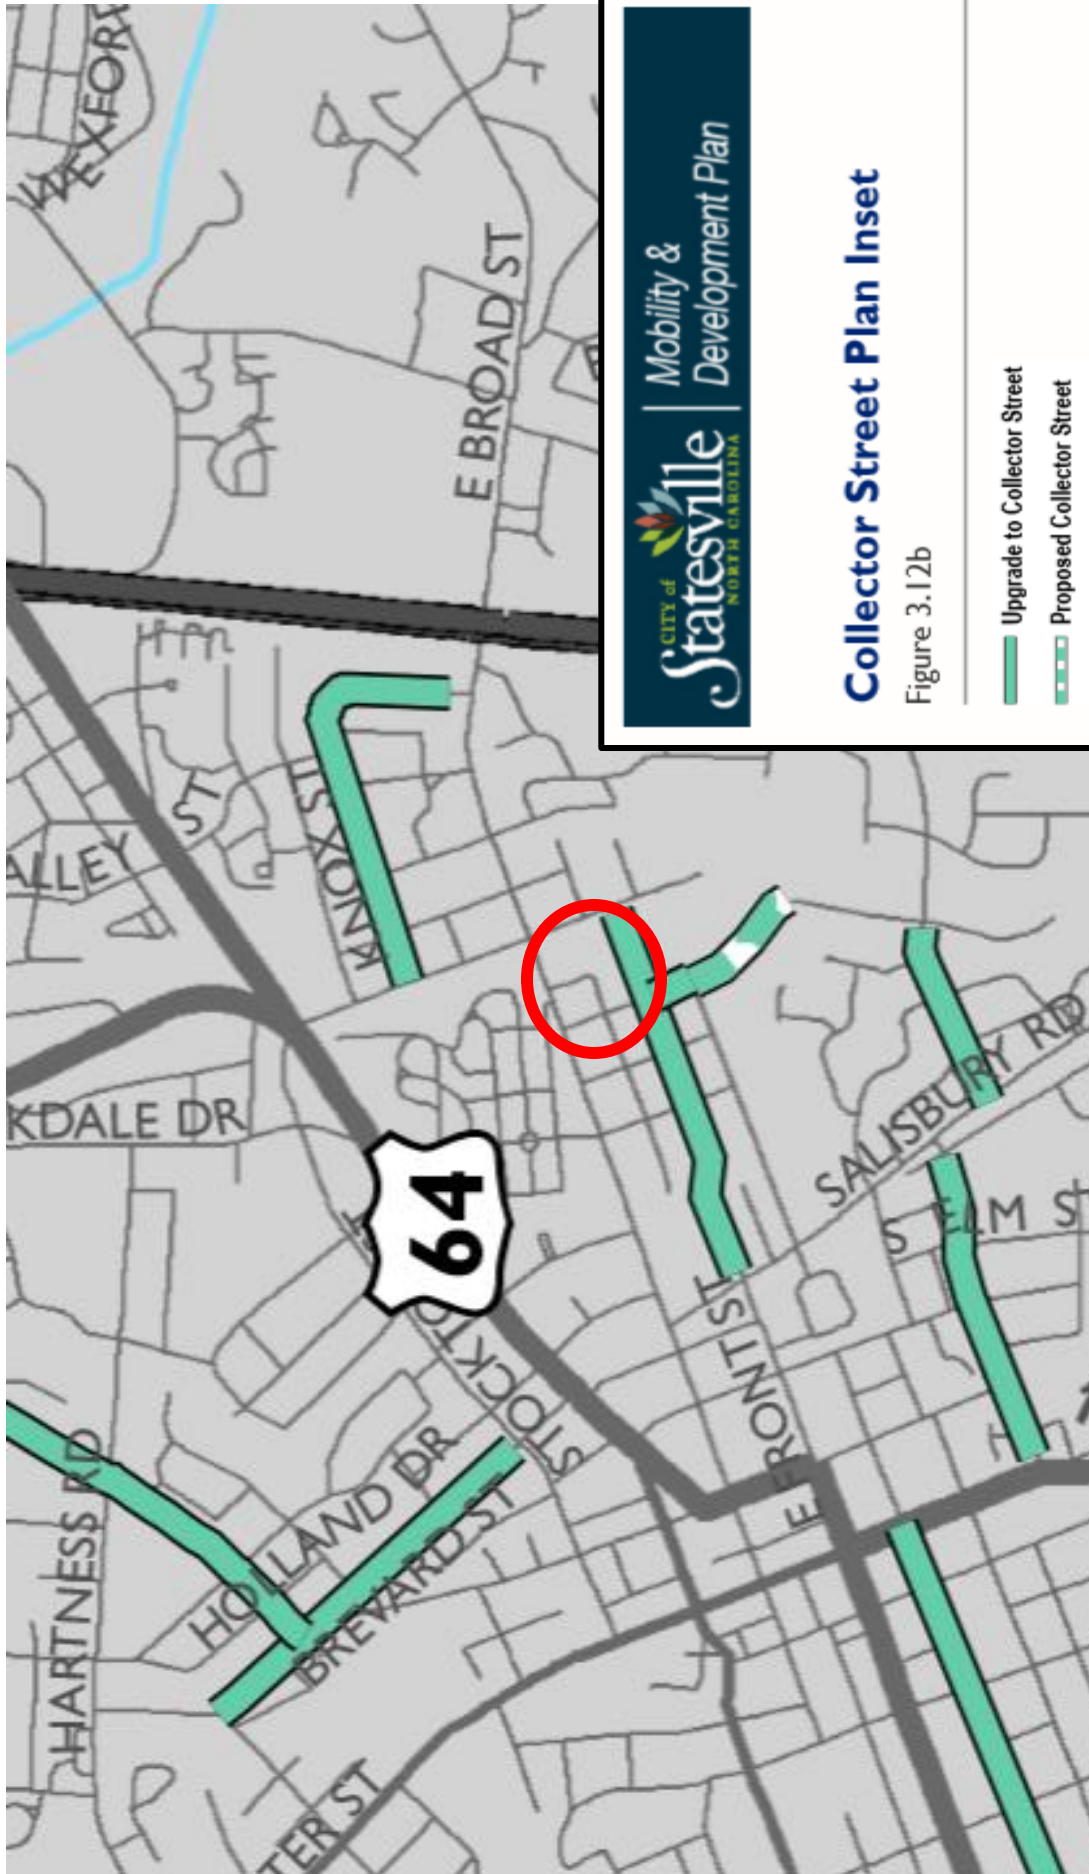 CITY of
Statesville
NORTH CAROLINA
Mobility &
Development Plan
Collector Street Plan Inset
Figure 3.12b
Upgrade to Collector Street
Proposed Collector Street
E BROAD ST
KNOX ST
KDALE DR
64
HARTNESS RD
HOLLAND DR
BREVARD ST
E FRONT ST
SALISBURY RD
S ELM ST
TER ST
ALLEY ST
WEXFOR
STOCKTO